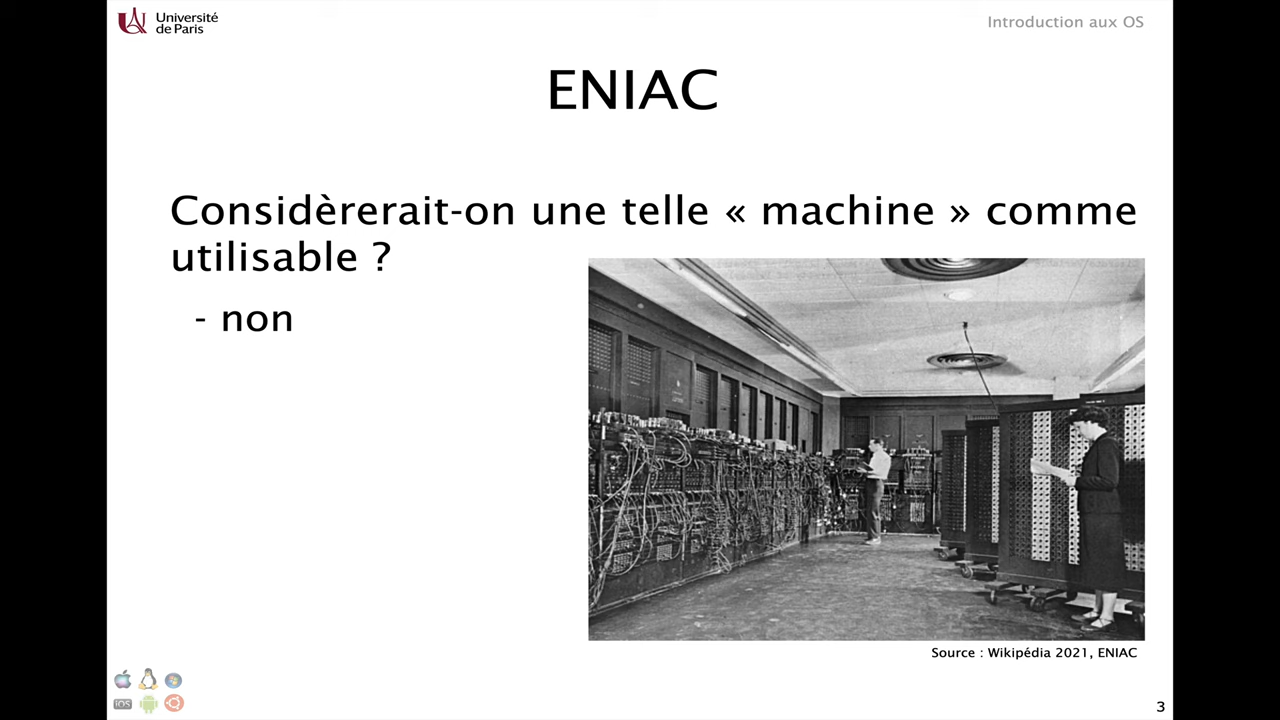 Université
de Paris
Introduction aux OS
ENIAC
Considèrerait-on une telle « machine » comme
utilisable ?
- non
Source : Wikipédia 2021, ENIAC
iOS
3